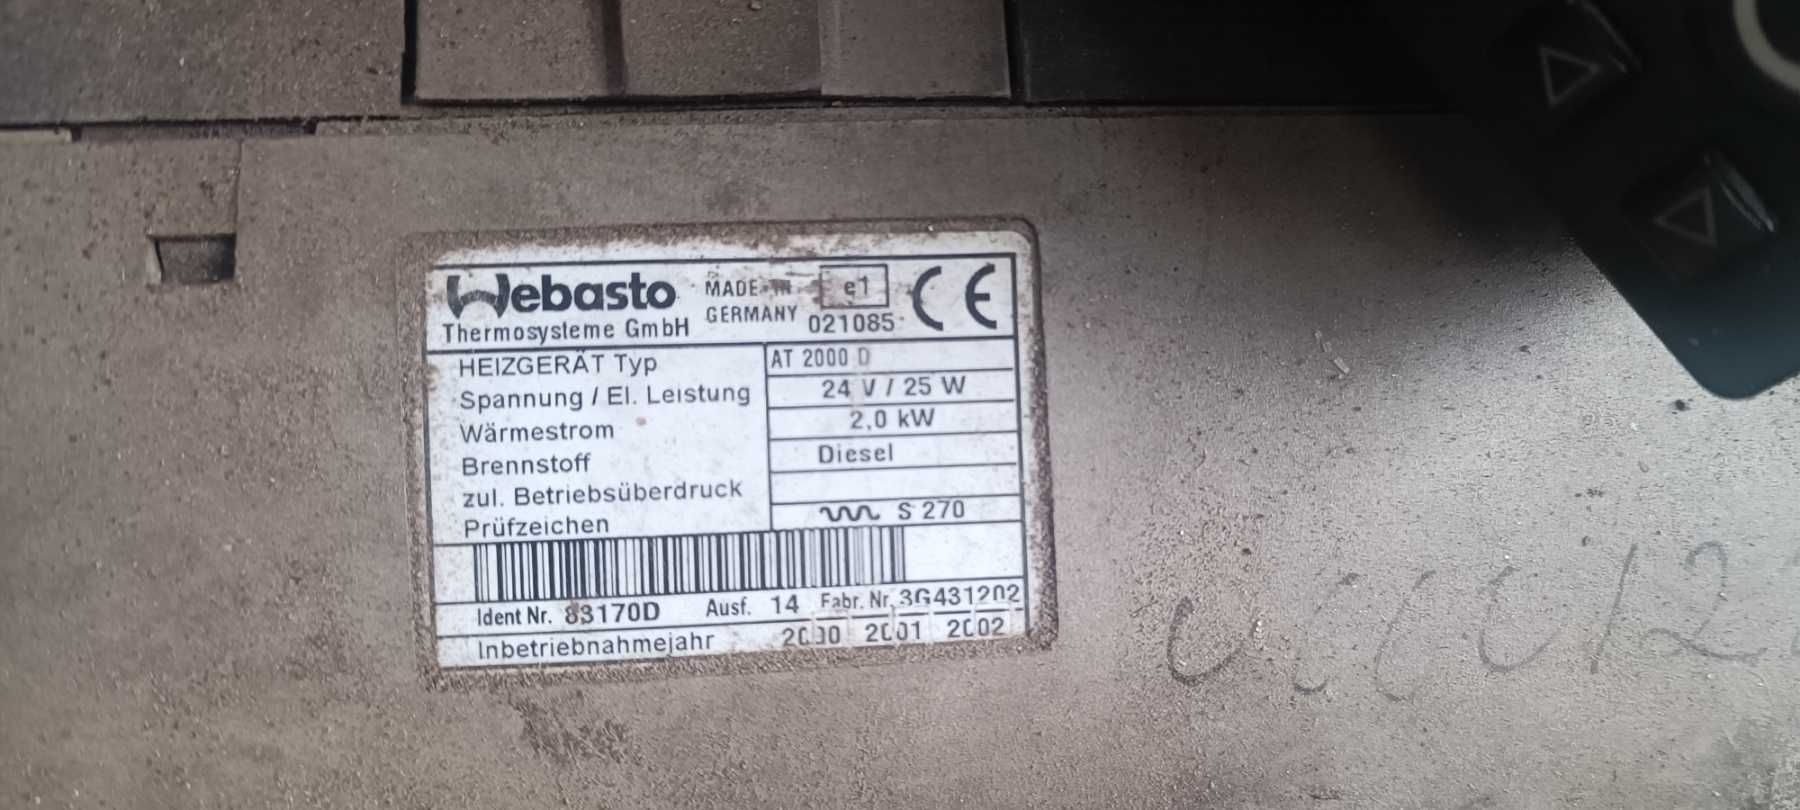 Webasto
Thermosysteme GmbH
MADE IN
GERMANY
e1
021085
CE
HEIZGERÄT Typ AT 2000 D
Spannung / El. Leistung 24 V / 25 W
Wärmestrom 2,0 kW
Brennstoff Diesel
zul. Betriebsüberdruck
Prüfzeichen S 270
Ident Nr. 83170D Ausf. 14 Fabr. Nr. 3G431202
Inbetriebnahmejahr 2000 2001 2002